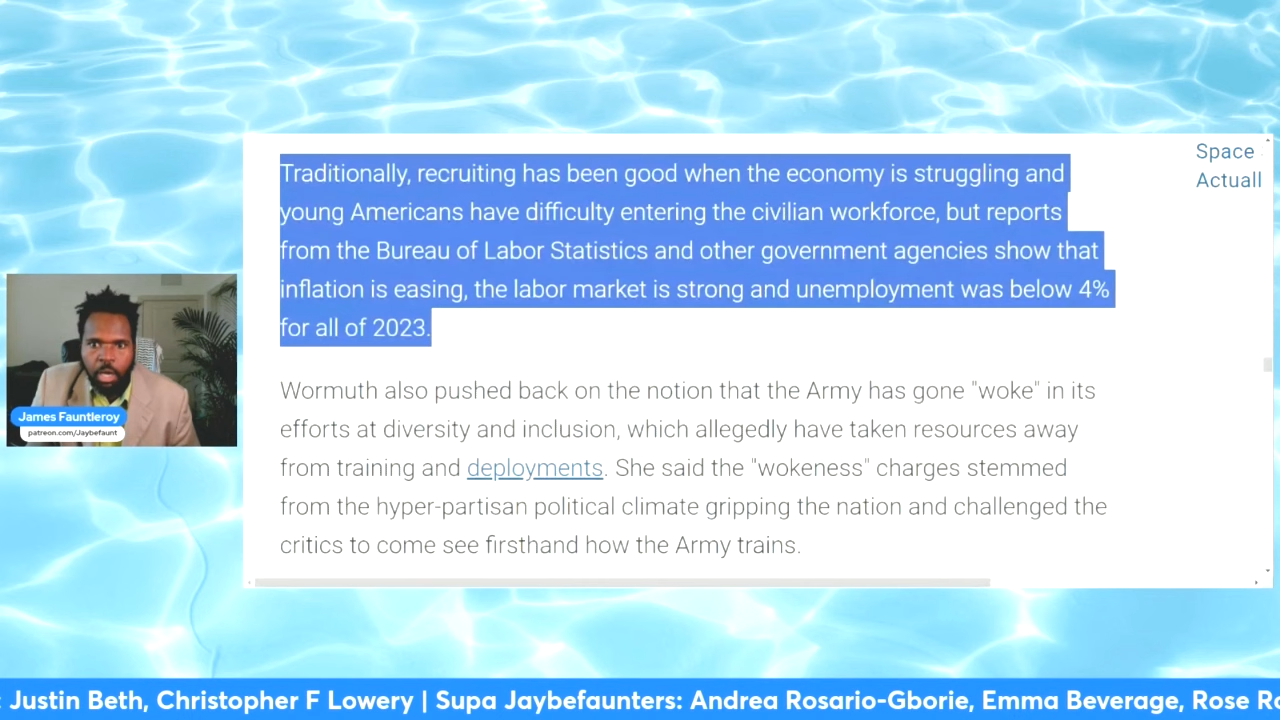 Traditionally, recruiting has been good when the economy is struggling and
young Americans have difficulty entering the civilian workforce, but reports
from the Bureau of Labor Statistics and other government agencies show that
inflation is easing, the labor market is strong and unemployment was below 4%
for all of 2023.
Wormuth also pushed back on the notion that the Army has gone "woke" in its
efforts at diversity and inclusion, which allegedly have taken resources away
from training and deployments. She said the "wokeness" charges stemmed
from the hyper-partisan political climate gripping the nation and challenged the
critics to come see firsthand how the Army trains.
Space
Actuall
James Fauntleroy
patreon.com/Jaybefaunt
: Justin Beth, Christopher F Lowery | Supa Jaybefaunters: Andrea Rosario-Gborie, Emma Beverage, Rose